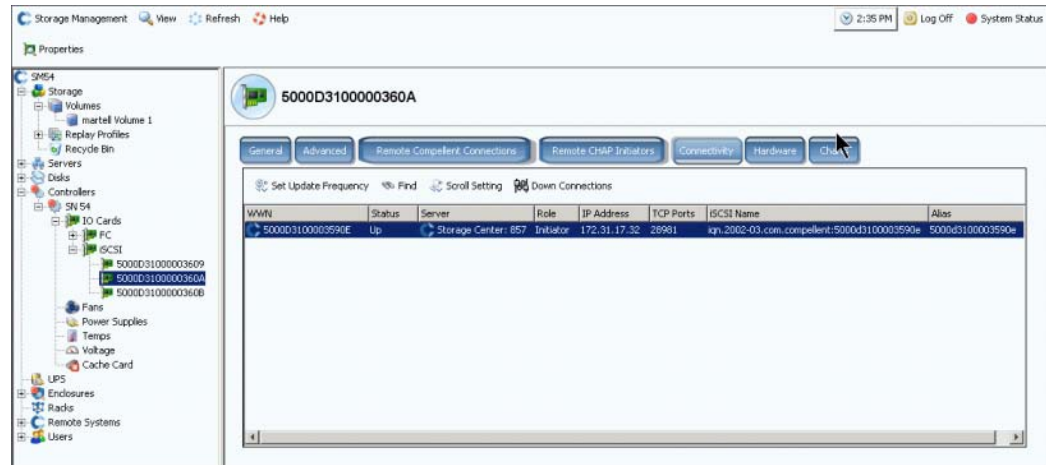 Storage Management View Refresh Help 2:35 PM Log Off System Status
Properties
SM54
Storage
Volumes
martell Volume 1
Replay Profiles
Recycle Bin
Servers
Disks
Controllers
SN 54
IO Cards
FC
iSCSI
5000D31000003609
5000D3100000360A
5000D3100000360B
Fans
Power Supplies
Temps
Voltage
Cache Card
UPS
Enclosures
Racks
Remote Systems
Users
5000D3100000360A
General Advanced Remote Compellent Connections Remote CHAP Initiators Connectivity Hardware
Set Update Frequency Find Scroll Setting Down Connections
WWN Status Server Role IP Address TCP Ports iSCSI Name Alias
5000D3100003590E Up Storage Center: 857 Initiator 172.31.17.32 28981 iqn.2002-03.com.compellent:5000d3100003590e 5000d3100003590e